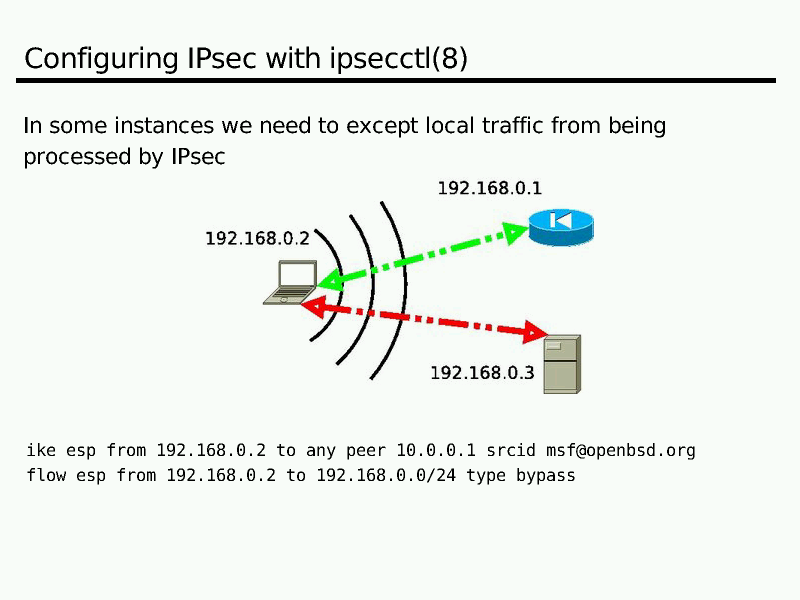 Configuring IPsec with ipsecctl(8)
In some instances we need to except local traffic from being
processed by IPsec
192.168.0.1
192.168.0.2
192.168.0.3
ike esp from 192.168.0.2 to any peer 10.0.0.1 srcid msf@openbsd.org
flow esp from 192.168.0.2 to 192.168.0.0/24 type bypass